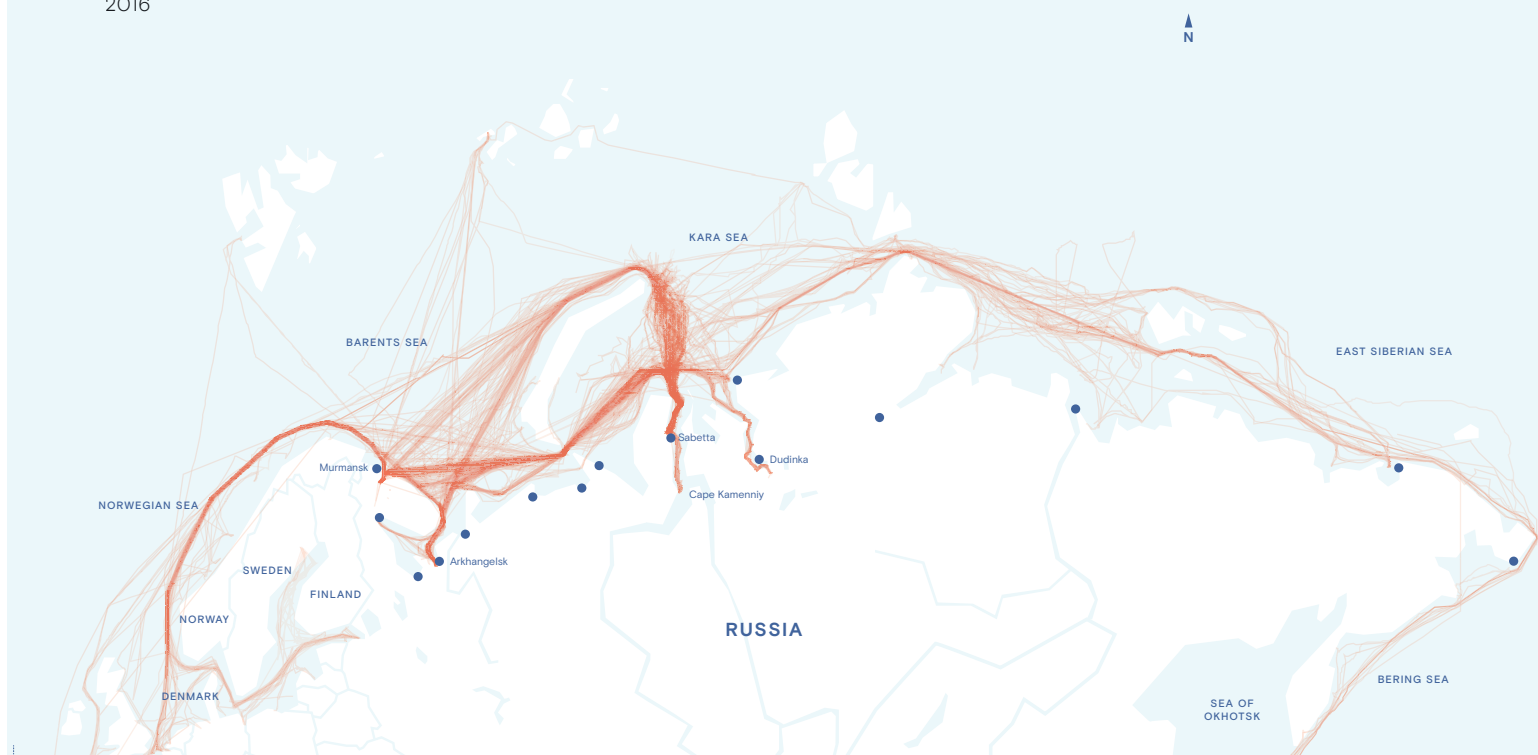 2016
N
KARA SEA
BARENTS SEA
EAST SIBERIAN SEA
Sabetta
Murmansk
Dudinka
Cape Kamenniy
NORWEGIAN SEA
Arkhangelsk
SWEDEN
FINLAND
NORWAY
RUSSIA
BERING SEA
DENMARK
SEA OF
OKHOTSK